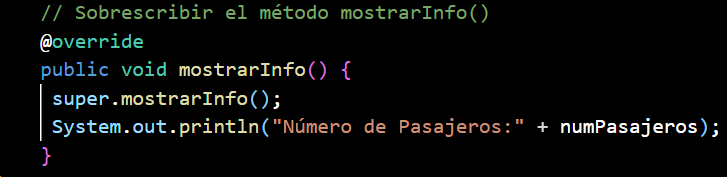 // Sobrescribir el método mostrarInfo()
@override
public void mostrarInfo() {
super.mostrarInfo();
System.out.println("Número de Pasajeros:" + numPasajeros);
}